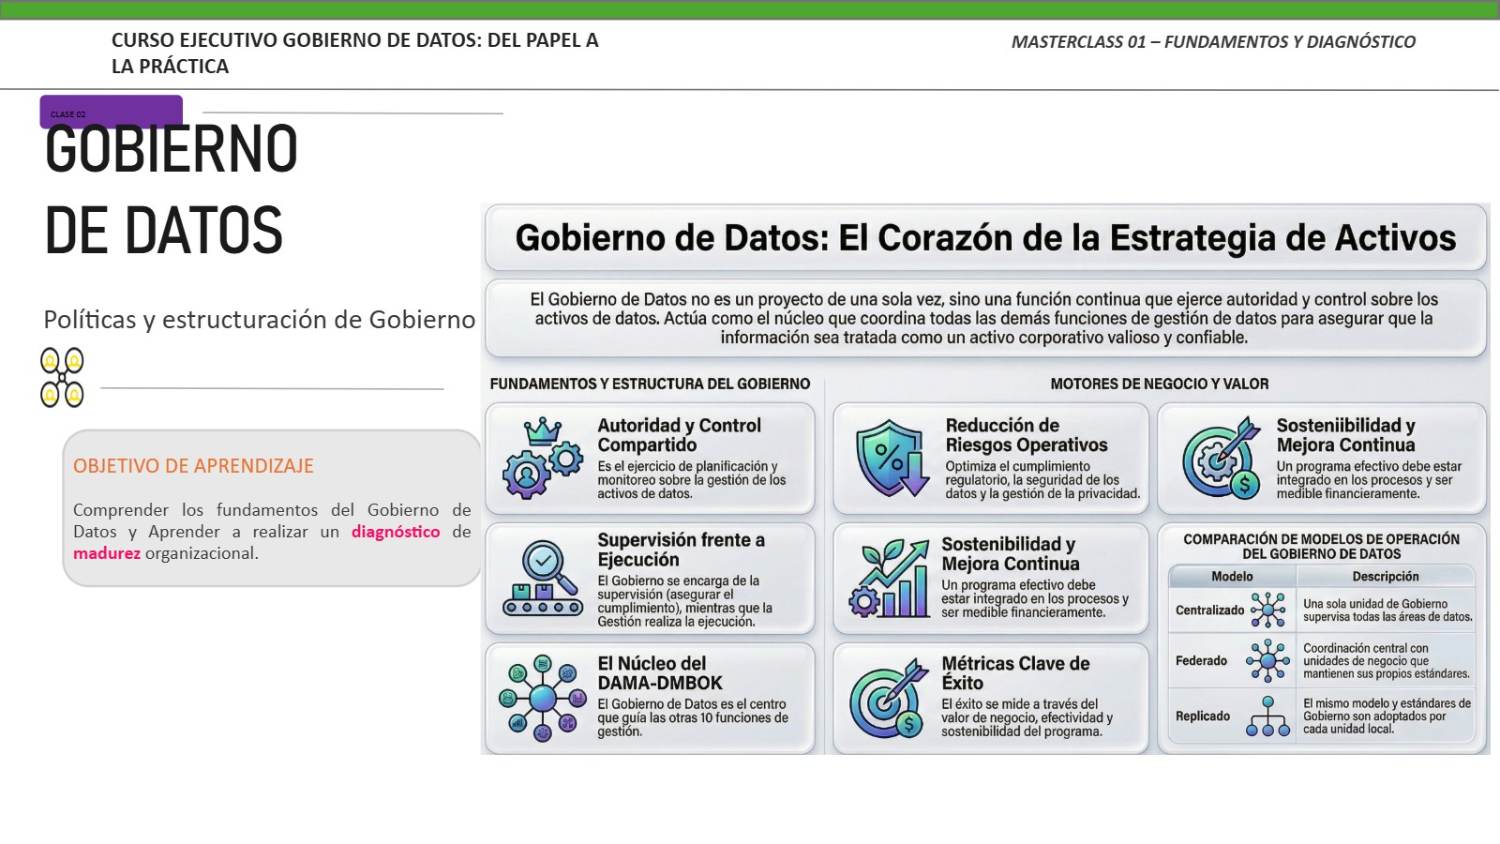 CURSO EJECUTIVO GOBIERNO DE DATOS: DEL PAPEL A
LA PRÁCTICA
MASTERCLASS 01 – FUNDAMENTOS Y DIAGNÓSTICO
CLASE 02
GOBIERNO
DE DATOS
Políticas y estructuración de Gobierno
OBJETIVO DE APRENDIZAJE
Comprender los fundamentos del Gobierno de
Datos y Aprender a realizar un diagnóstico de
madurez organizacional.
Gobierno de Datos: El Corazón de la Estrategia de Activos
El Gobierno de Datos no es un proyecto de una sola vez, sino una función continua que ejerce autoridad y control sobre los
activos de datos. Actúa como el núcleo que coordina todas las demás funciones de gestión de datos para asegurar que la
información sea tratada como un activo corporativo valioso y confiable.
FUNDAMENTOS Y ESTRUCTURA DEL GOBIERNO
Autoridad y Control
Compartido
Es el ejercicio de planificación y
monitoreo sobre la gestión de los
activos de datos.
Supervisión frente a
Ejecución
El Gobierno se encarga de la
supervisión (asegurar el
cumplimiento), mientras que la
Gestión realiza la ejecución.
El Núcleo del
DAMA-DMBOK
El Gobierno de Datos es el centro
que guía las otras 10 funciones de
gestión.
MOTORES DE NEGOCIO Y VALOR
Reducción de
Riesgos Operativos
Optimiza el cumplimiento
regulatorio, la seguridad de los
datos y la gestión de la privacidad.
Sosteniibilidad y
Mejora Continua
Un programa efectivo debe estar
integrado en los procesos y ser
medible financieramente.
Sostenibilidad y
Mejora Continua
Un programa efectivo debe
estar integrado en los procesos y
ser medible financieramente.
Métricas Clave de
Éxito
El éxito se mide a través del
valor de negocio, efectividad y
sostenibilidad del programa.
COMPARACIÓN DE MODELOS DE OPERACIÓN
DEL GOBIERNO DE DATOS
Modelo Descripción
Centralizado
Una sola unidad de Gobierno
supervisa todas las áreas de datos.
Federado
Coordinación central con
unidades de negocio que
mantienen sus propios estándares.
Replicado
El mismo modelo y estándares de
Gobierno son adoptados por
cada unidad local.